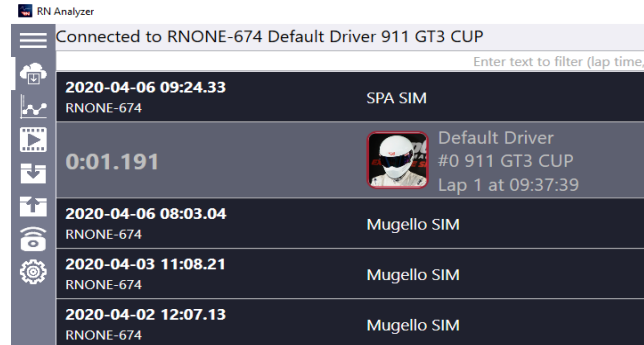 RN Analyzer
Connected to RNONE-674 Default Driver 911 GT3 CUP
Enter text to filter (lap time,
2020-04-06 09:24.33
RNONE-674
SPA SIM
0:01.191
Default Driver
#0 911 GT3 CUP
Lap 1 at 09:37:39
2020-04-06 08:03.04
RNONE-674
Mugello SIM
2020-04-03 11:08.21
RNONE-674
Mugello SIM
2020-04-02 12:07.13
RNONE-674
Mugello SIM